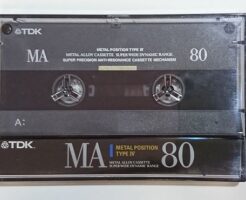 TDK
METAL POSITION TYPE IV
MA METAL ALLOY CASSETTE SUPER WIDE DYNAMIC RANGE 80
SUPER PRECISION ANTI-RESONANCE CASSETTE MECHANISM
A:
TDK MA METAL POSITION 80
TYPE IV
METAL ALLOY CASSETTE
SUPER WIDE DYNAMIC RANGE